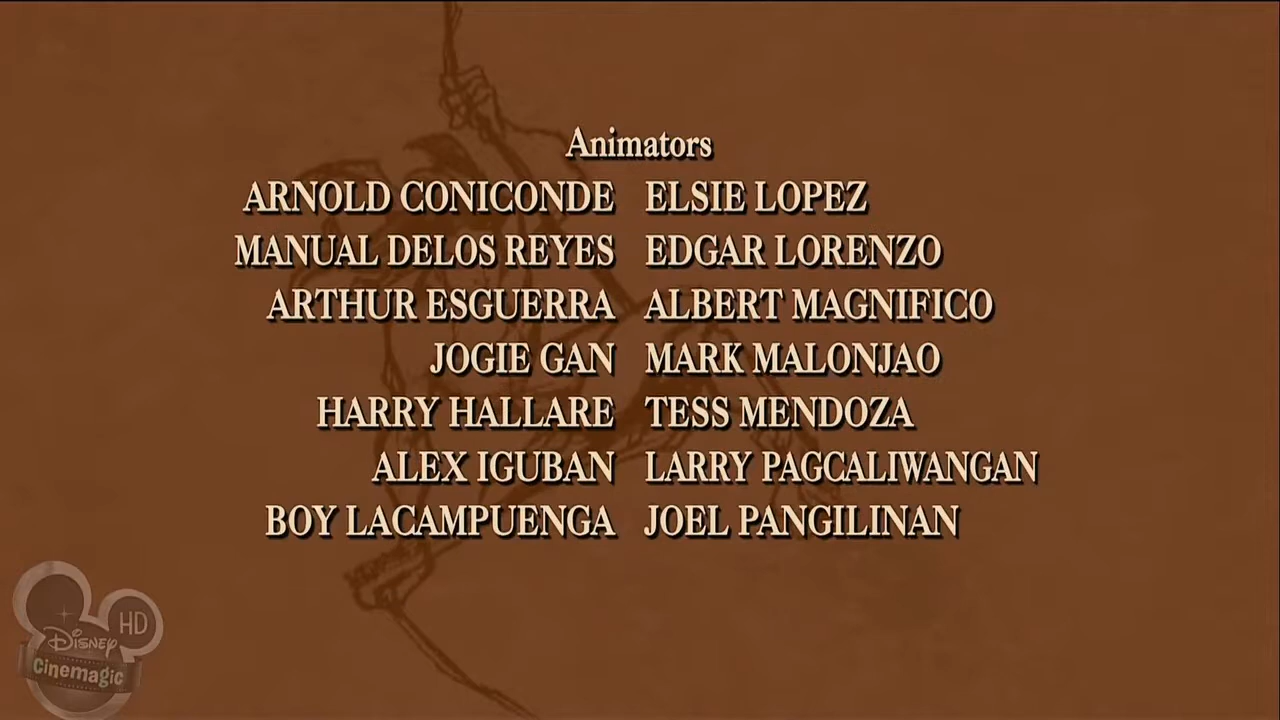 Animators
ARNOLD CONICONDE ELSIE LOPEZ
MANUAL DELOS REYES EDGAR LORENZO
ARTHUR ESGUERRA ALBERT MAGNIFICO
JOGIE GAN MARK MALONJAO
HARRY HALLARE TESS MENDOZA
ALEX IGUBAN LARRY PAGCALIWANGAN
BOY LACAMPUENGA JOEL PANGILINAN
HD
Disney
Cinemagic